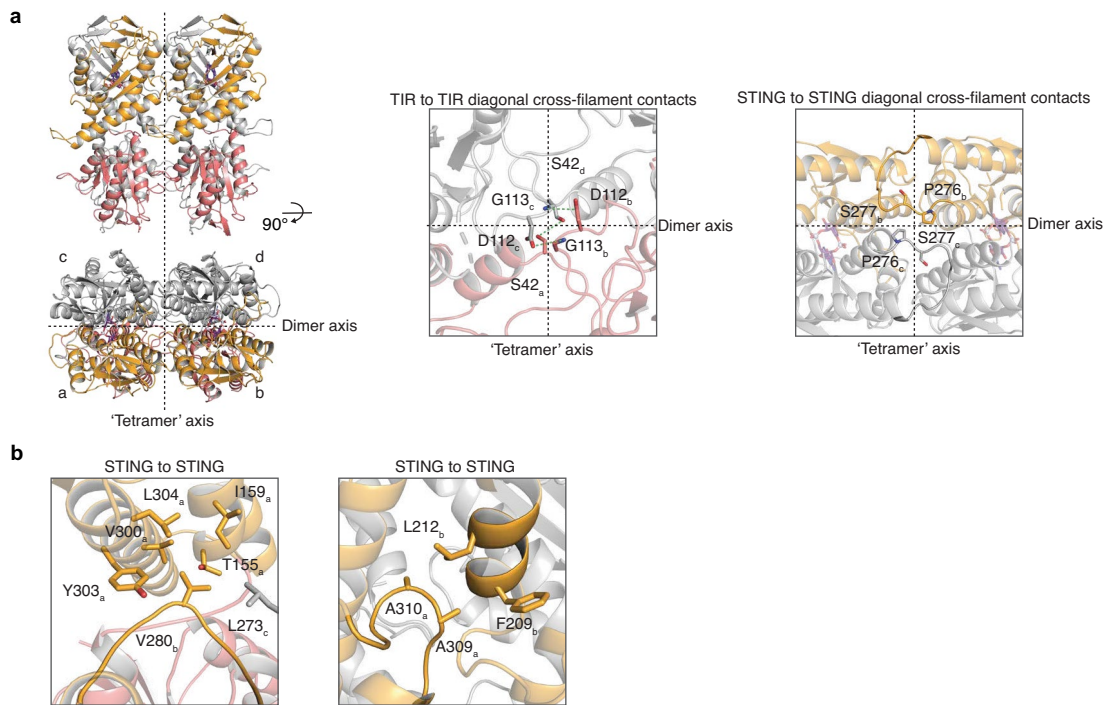 a
90°
c
d
Dimer axis
a
b
‘Tetramer’ axis
TIR to TIR diagonal cross-filament contacts
S42d
G113c
D112b
Dimer axis
D112c
G113b
S42a
‘Tetramer’ axis
STING to STING diagonal cross-filament contacts
P276b
S277b
Dimer axis
S277c
P276c
‘Tetramer’ axis
b
STING to STING
L304a
I159a
V300a
T155a
Y303a
L273c
V280b
STING to STING
L212b
A310a
F209b
A309a